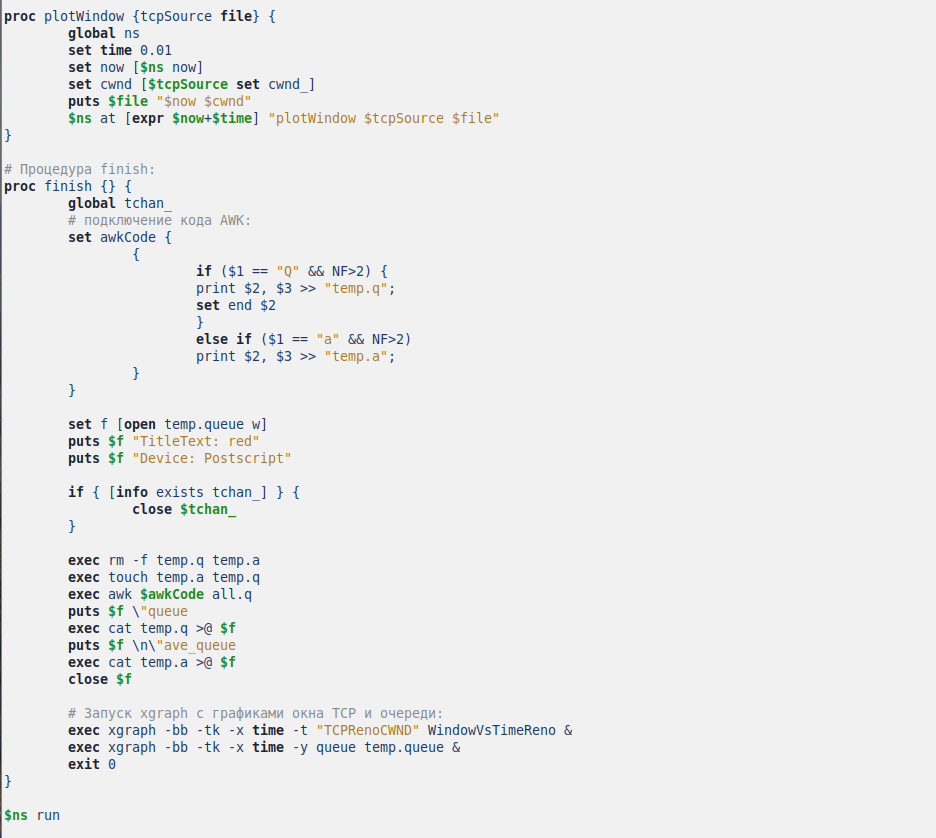 proc plotWindow {tcpSource file} {
global ns
set time 0.01
set now [$ns now]
set cwnd [$tcpSource set cwnd_]
puts $file "$now $cwnd"
$ns at [expr $now+$time] "plotWindow $tcpSource $file"
}
# Процедура finish:
proc finish {} {
global tchan_
# подключение кода AWK:
set awkCode {
{
if ($1 == "Q" && NF>2) {
print $2, $3 >> "temp.q";
set end $2
}
else if ($1 == "a" && NF>2)
print $2, $3 >> "temp.a";
}
}
set f [open temp.queue w]
puts $f "TitleText: red"
puts $f "Device: Postscript"
if { [info exists tchan_] } {
close $tchan_
}
exec rm -f temp.q temp.a
exec touch temp.a temp.q
exec awk $awkCode all.q
puts $f \"queue
exec cat temp.q >@ $f
puts $f \n\"ave_queue
exec cat temp.a >@ $f
close $f
# Запуск xgraph с графиками окна TCP и очереди:
exec xgraph -bb -tk -x time -t "TCPRenoCWND" WindowVsTimeReno &
exec xgraph -bb -tk -x time -y queue temp.queue &
exit 0
}
$ns run